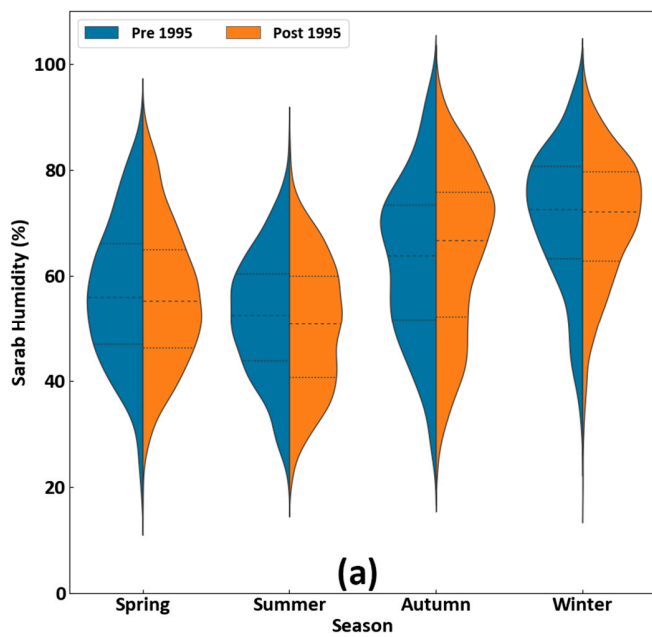 Pre 1995 Post 1995
Sarab Humidity (%)
100
80
60
40
20
0
(a)
Spring Summer Autumn Winter
Season